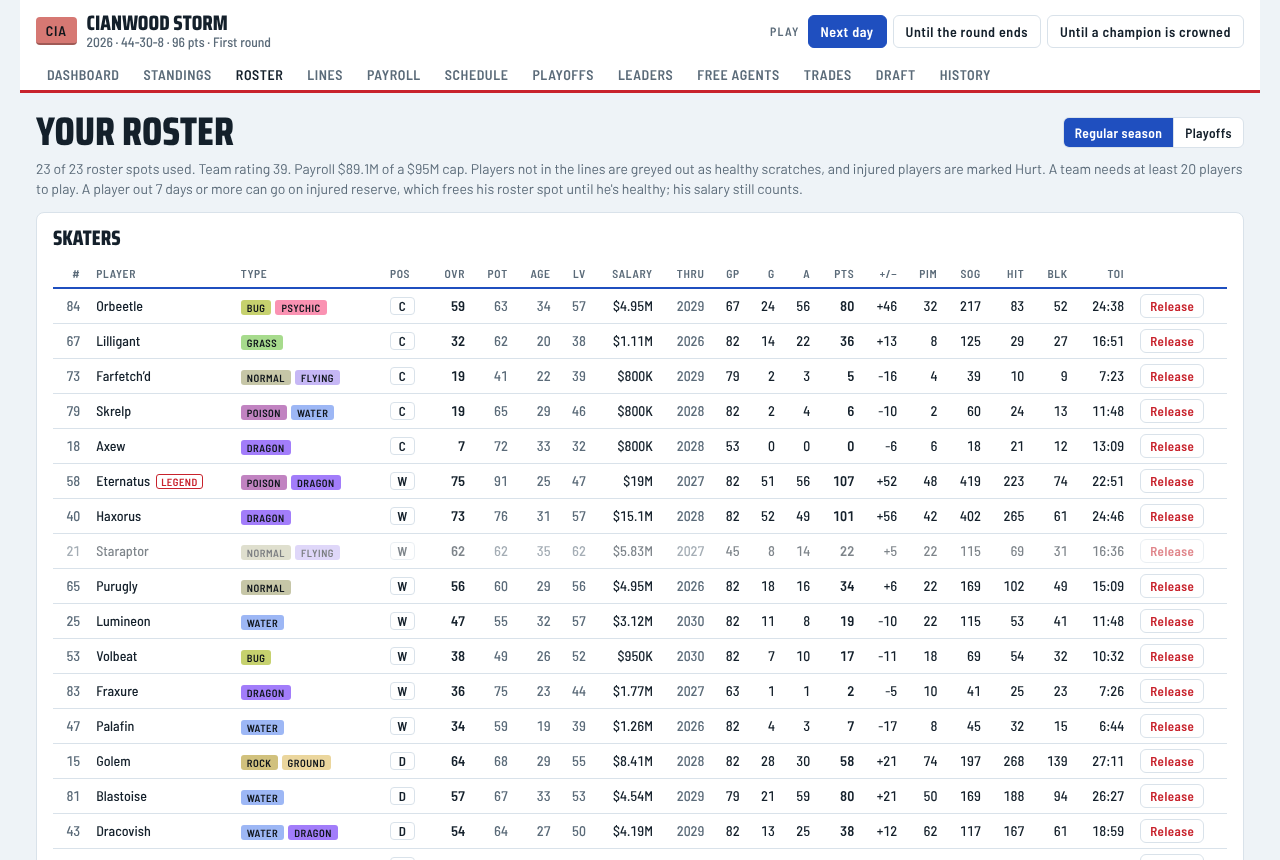 CIA
CIANWOOD STORM
2026 · 44-30-8 · 96 pts · First round
PLAY Next day Until the round ends Until a champion is crowned
DASHBOARD STANDINGS ROSTER LINES PAYROLL SCHEDULE PLAYOFFS LEADERS FREE AGENTS TRADES DRAFT HISTORY
YOUR ROSTER
Regular season Playoffs
23 of 23 roster spots used. Team rating 39. Payroll $89.1M of a $95M cap. Players not in the lines are greyed out as healthy scratches, and injured players are marked Hurt. A team needs at least 20 players
to play. A player out 7 days or more can go on injured reserve, which frees his roster spot until he's healthy; his salary still counts.
SKATERS
# PLAYER TYPE POS OVR POT AGE LV SALARY THRU GP G A PTS +/− PIM SOG HIT BLK TOI
84 Orbeetle BUG PSYCHIC C 59 63 34 57 $4.95M 2029 67 24 56 80 +46 32 217 83 52 24:38 Release
67 Lilligant GRASS C 32 62 20 38 $1.11M 2026 82 14 22 36 +13 8 125 29 27 16:51 Release
73 Farfetch’d NORMAL FLYING C 19 41 22 39 $800K 2029 79 2 3 5 -16 4 39 10 9 7:23 Release
79 Skrelp POISON WATER C 19 65 29 46 $800K 2028 82 2 4 6 -10 2 60 24 13 11:48 Release
18 Axew DRAGON C 7 72 33 32 $800K 2028 53 0 0 0 -6 6 18 21 12 13:09 Release
58 Eternatus LEGEND POISON DRAGON W 75 91 25 47 $19M 2027 82 51 56 107 +52 48 419 223 74 22:51 Release
40 Haxorus DRAGON W 73 76 31 57 $15.1M 2028 82 52 49 101 +56 42 402 265 61 24:46 Release
21 Staraptor NORMAL FLYING W 62 62 35 62 $5.83M 2027 45 8 14 22 +5 22 115 69 31 16:36 Release
65 Purugly NORMAL W 56 60 29 56 $4.95M 2026 82 18 16 34 +6 22 169 102 49 15:09 Release
25 Lumineon WATER W 47 55 32 57 $3.12M 2030 82 11 8 19 -10 22 115 53 41 11:48 Release
53 Volbeat BUG W 38 49 26 52 $950K 2030 82 7 10 17 -11 18 69 54 32 10:32 Release
83 Fraxure DRAGON W 36 75 23 44 $1.77M 2027 63 1 1 2 -5 10 41 25 23 7:26 Release
47 Palafin WATER W 34 59 19 39 $1.26M 2026 82 4 3 7 -17 8 45 32 15 6:44 Release
15 Golem ROCK GROUND D 64 68 29 55 $8.41M 2028 82 28 30 58 +21 74 197 268 139 27:11 Release
81 Blastoise WATER D 57 67 33 53 $4.54M 2028 79 21 59 80 +21 50 169 188 94 26:27 Release
43 Dracovish WATER DRAGON D 54 64 27 50 $4.19M 2029 82 13 25 38 +12 62 117 167 61 18:59 Release